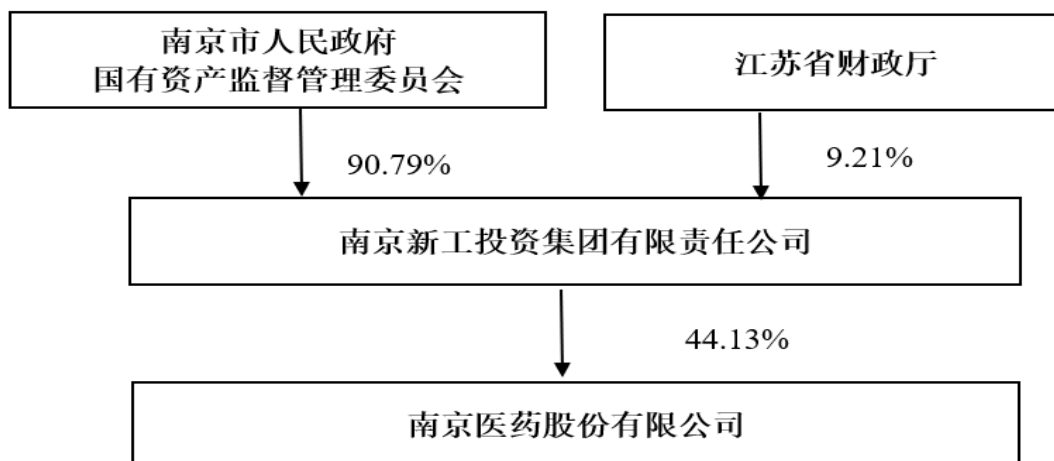 南京市人民政府
国有资产监督管理委员会
江苏省财政厅
90.79%
9.21%
南京新工投资集团有限责任公司
44.13%
南京医药股份有限公司